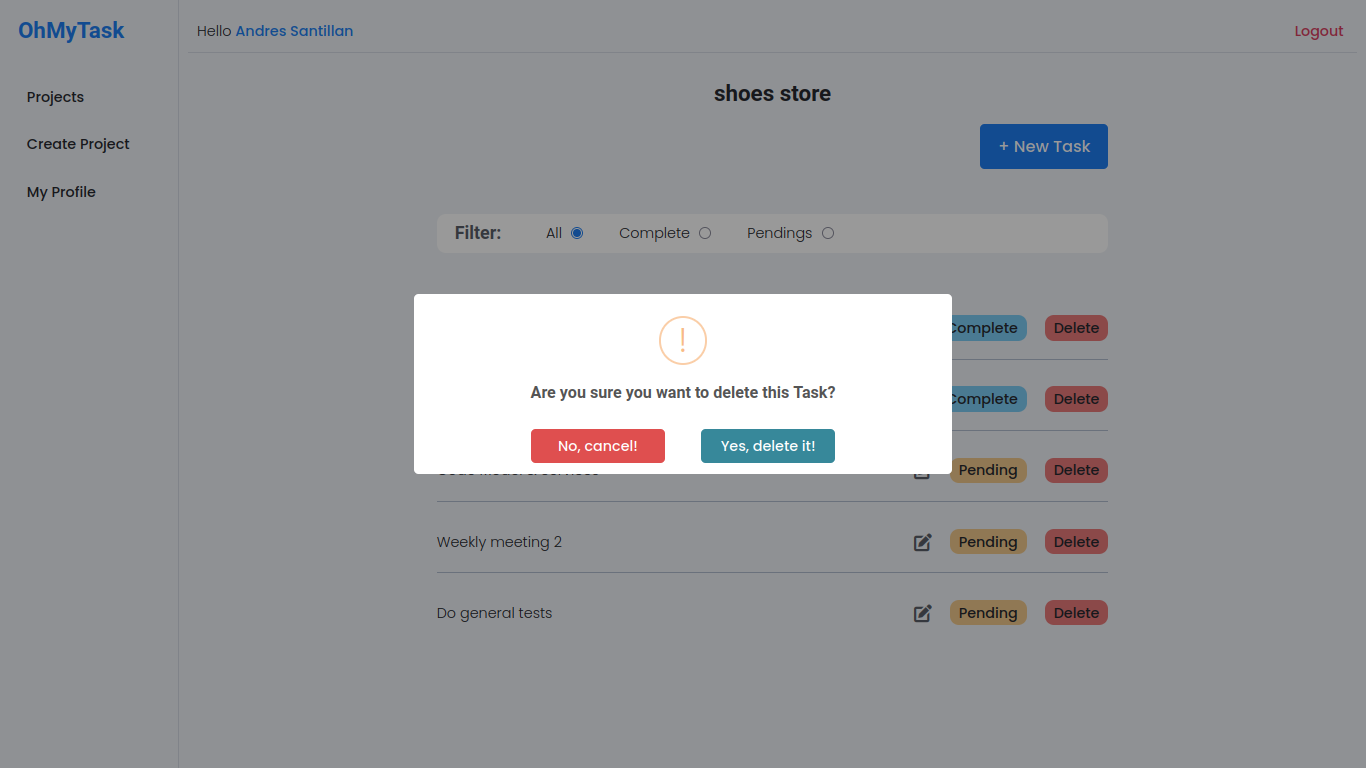 OhMyTask
Hello Andres Santillan
Logout
Projects
Create Project
My Profile
shoes store
+ New Task
Filter: All Complete Pendings
Complete Delete
Complete Delete
!
Are you sure you want to delete this Task?
No, cancel! Yes, delete it!
Pending Delete
Weekly meeting 2 Pending Delete
Do general tests Pending Delete